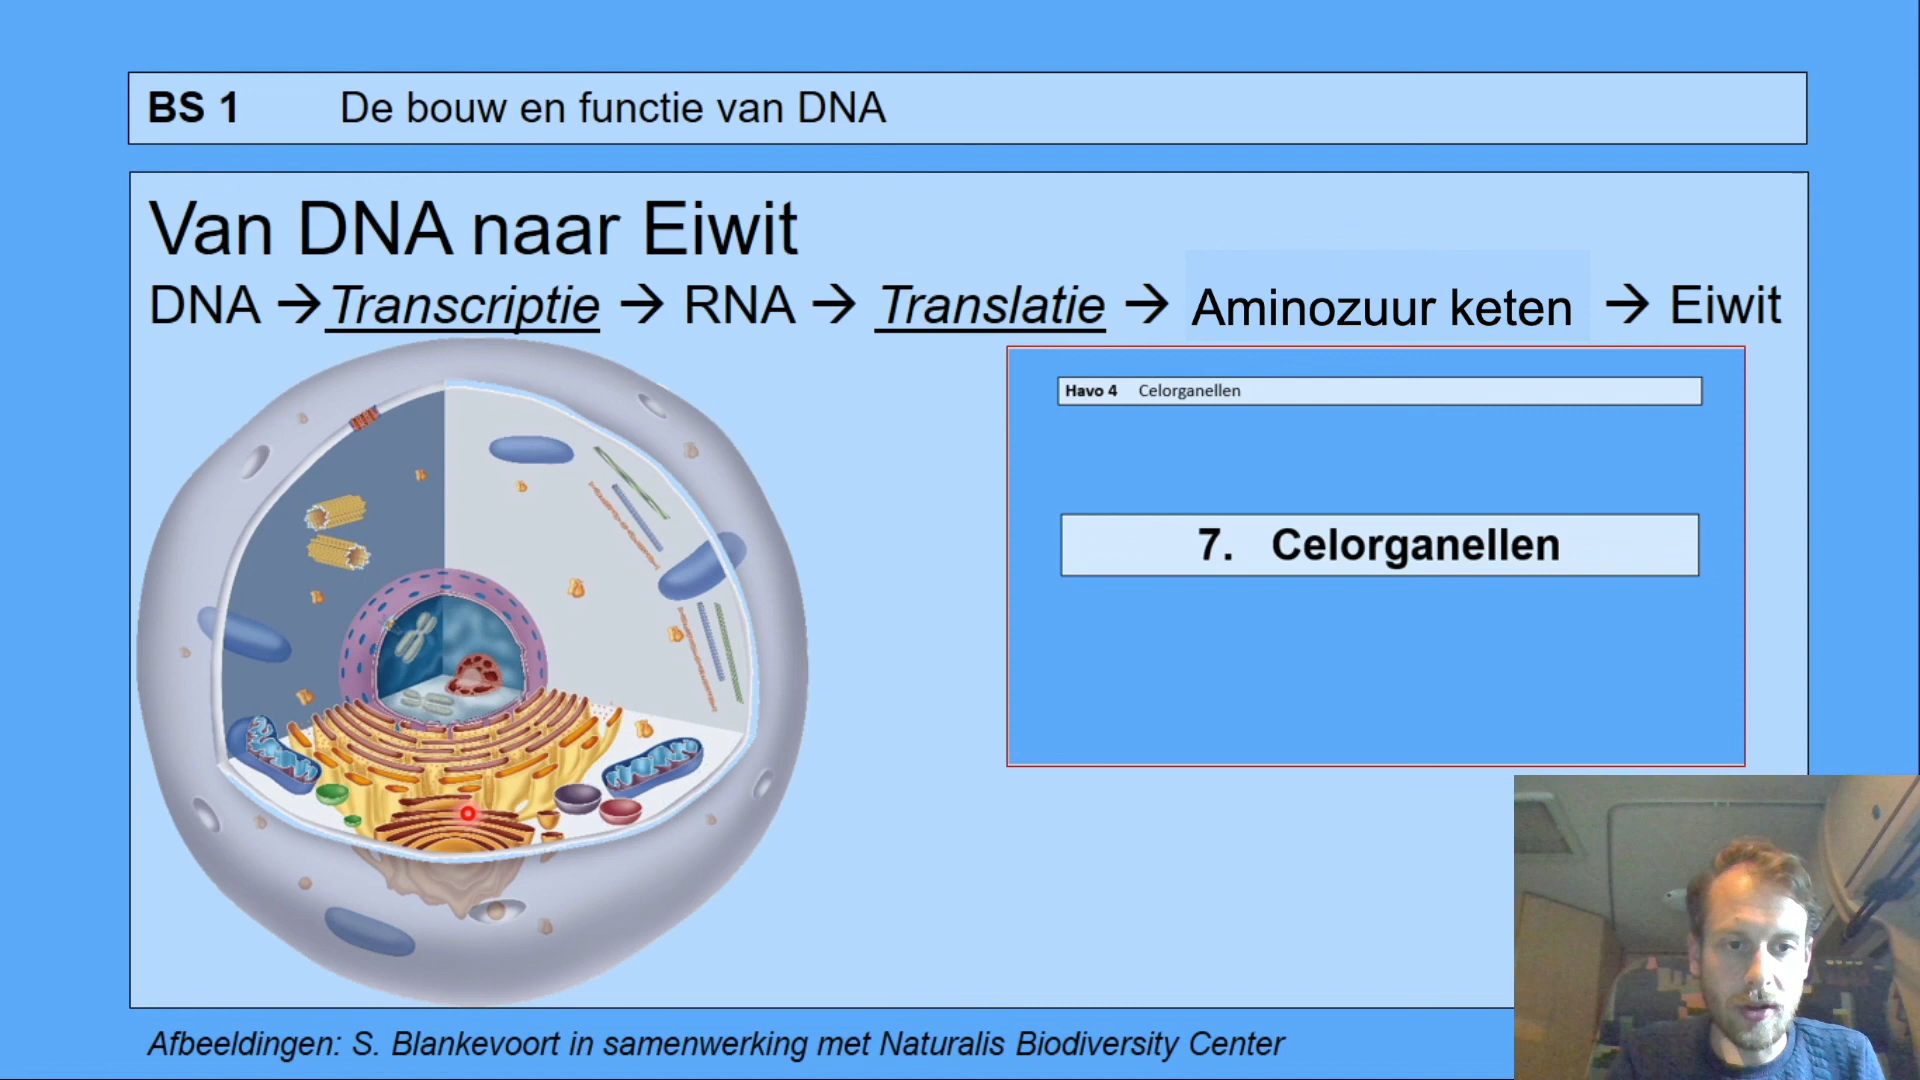 BS 1 De bouw en functie van DNA
Van DNA naar Eiwit
DNA → Transcriptie → RNA → Translatie → Aminozuur keten → Eiwit
Havo 4 Celorganellen
7. Celorganellen
Afbeeldingen: S. Blankevoort in samenwerking met Naturalis Biodiversity Center